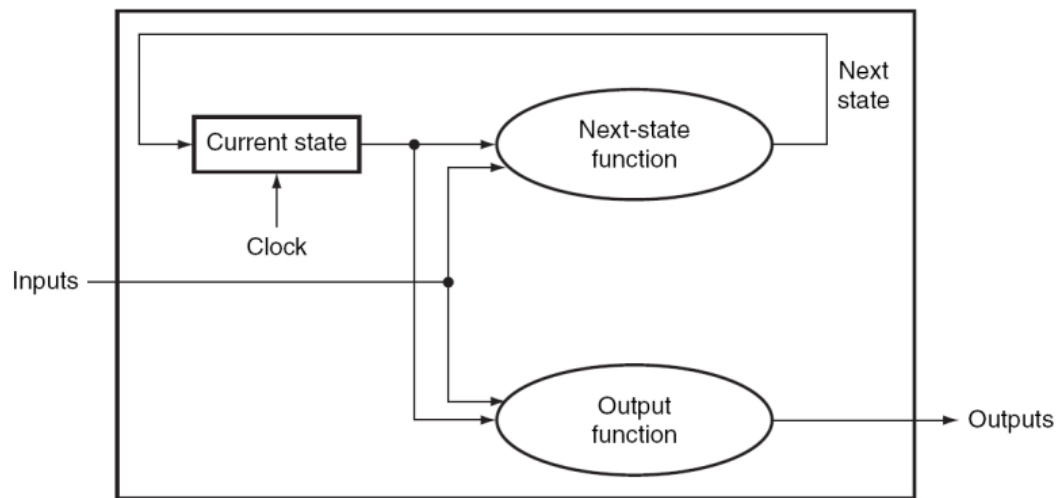 Next
state
Current state
Next-state
function
Clock
Inputs
Output
function
Outputs